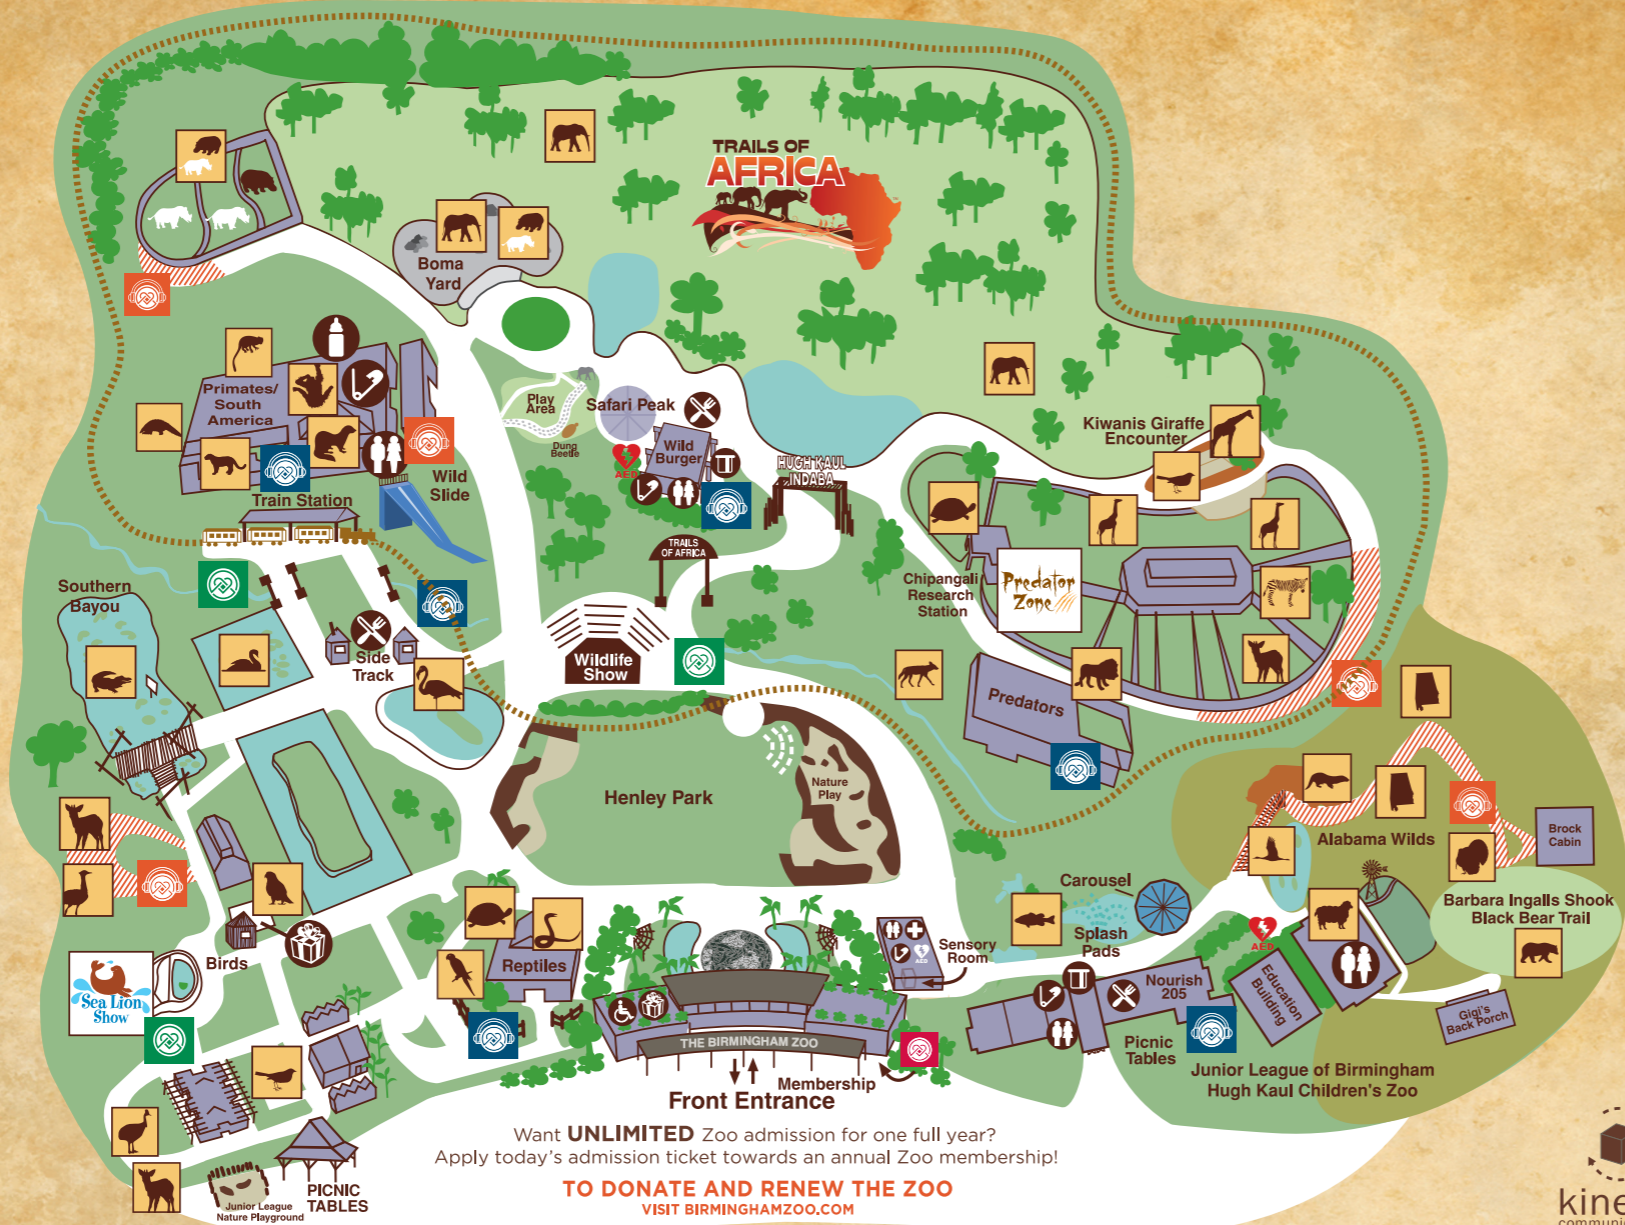 TRAILS OF
AFRICA
Boma
Yard
Primates/
South
America
Play
Area
Safari Peak
Dung
Beetle
AED
Wild
Burger
HUGH KAUL
INDABA
Kiwanis Giraffe
Encounter
Wild
Slide
Train Station
TRAILS
OF AFRICA
Chipangali
Research
Station
Predator
Zone
Southern
Bayou
Side
Track
Wildlife
Show
Predators
Henley Park
Nature
Play
Alabama Wilds
Brock
Cabin
Barbara Ingalls Shook
Black Bear Trail
Carousel
Splash
Pads
AED
Sensory
Room
AED
Birds
Reptiles
Sea Lion
Show
Nourish
205
Education
Building
Gigi's
Back Porch
Picnic
Tables
Junior League of Birmingham
Hugh Kaul Children's Zoo
THE BIRMINGHAM ZOO
Membership
Front Entrance
Want UNLIMITED Zoo admission for one full year?
Apply today's admission ticket towards an annual Zoo membership!
TO DONATE AND RENEW THE ZOO
VISIT BIRMINGHAMZOO.COM
PICNIC
TABLES
Junior League
Nature Playground